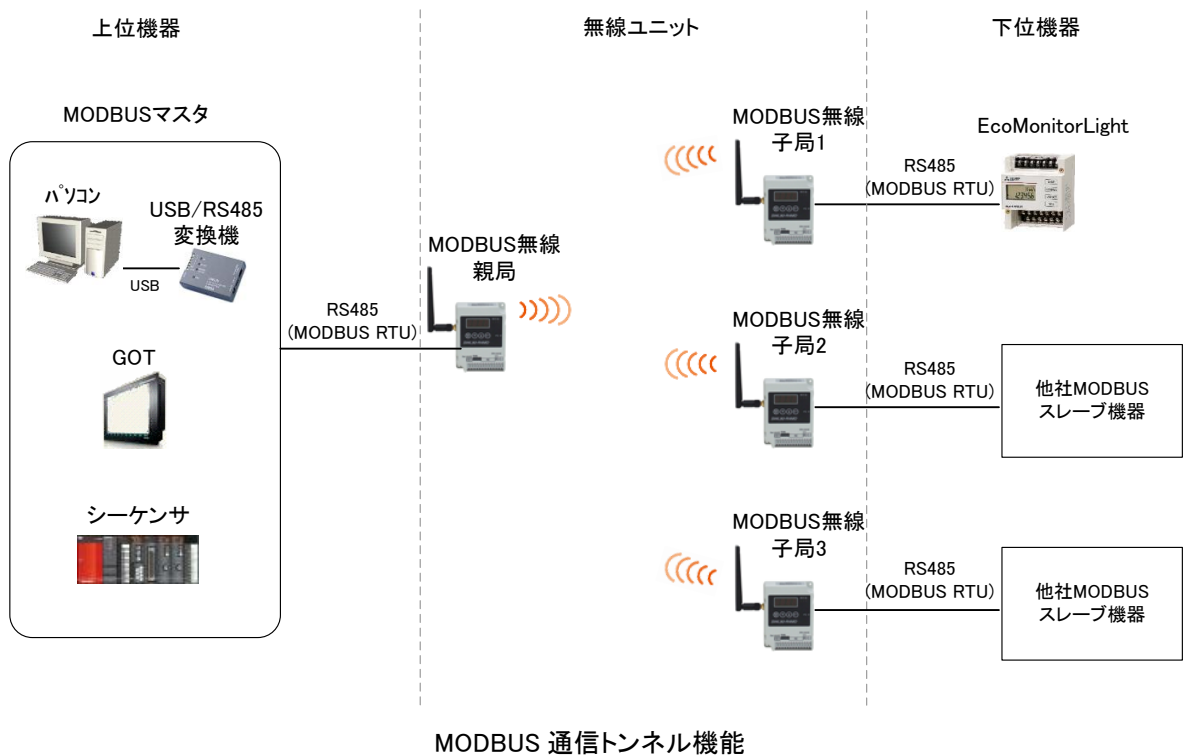 上位機器
無線ユニット
下位機器
MODBUSマスタ
パソコン
USB/RS485
変換機
USB
GOT
シーケンサ
RS485
(MODBUS RTU)
MODBUS無線
親局
MODBUS無線
子局1
RS485
(MODBUS RTU)
EcoMonitorLight
MODBUS無線
子局2
RS485
(MODBUS RTU)
他社MODBUS
スレーブ機器
MODBUS無線
子局3
RS485
(MODBUS RTU)
他社MODBUS
スレーブ機器
MODBUS 通信トンネル機能